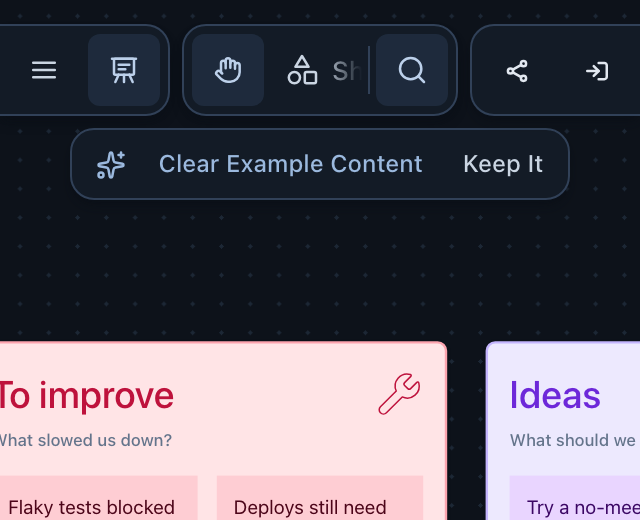 Sh
Clear Example Content Keep It
To improve
What slowed us down?
Flaky tests blocked
Deploys still need
Ideas
What should we
Try a no-mee